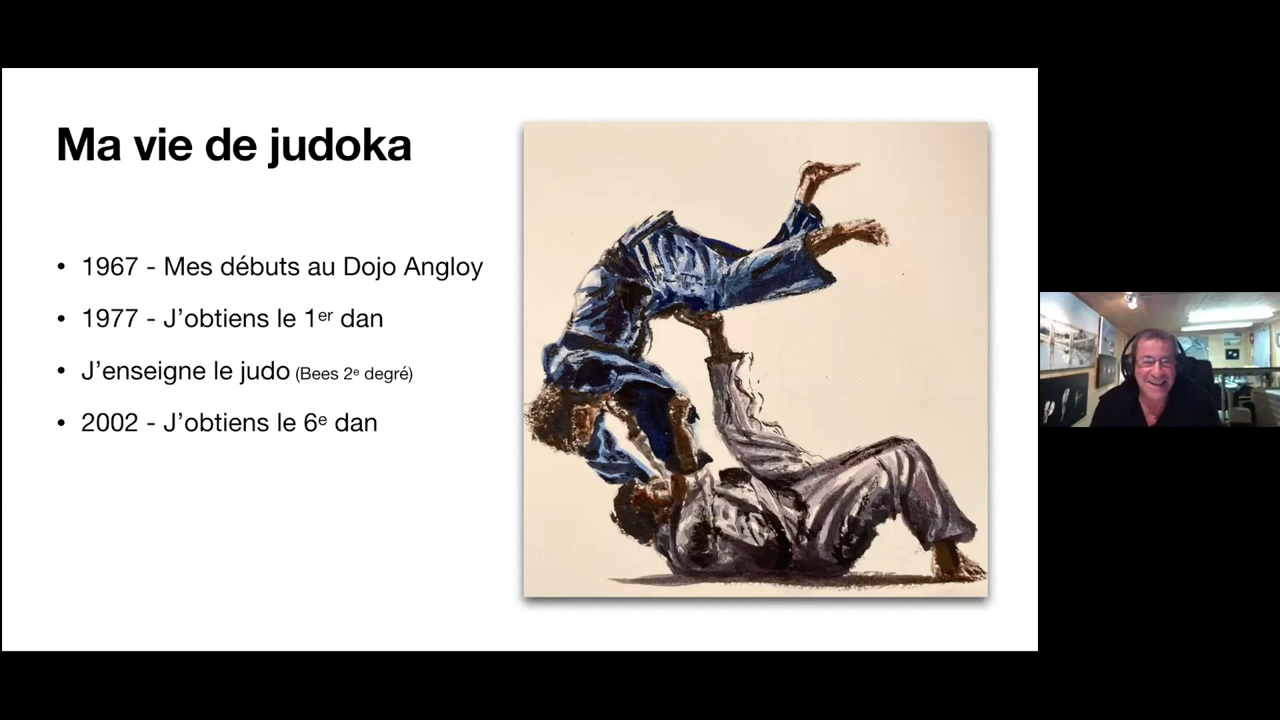 Ma vie de judoka
• 1967 - Mes débuts au Dojo Angloy
• 1977 - J’obtiens le 1er dan
• J’enseigne le judo (Bees 2e degré)
• 2002 - J’obtiens le 6e dan